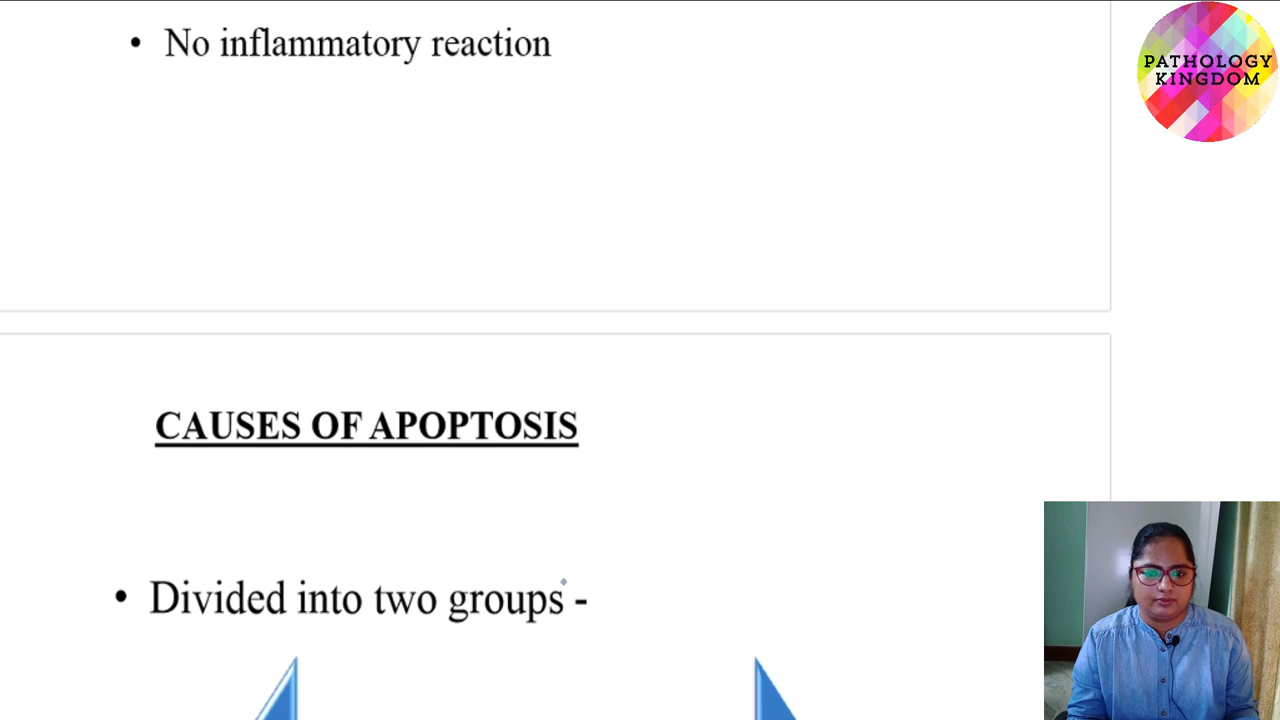 • No inflammatory reaction
PATHOLOGY
KINGDOM
CAUSES OF APOPTOSIS
• Divided into two groups -